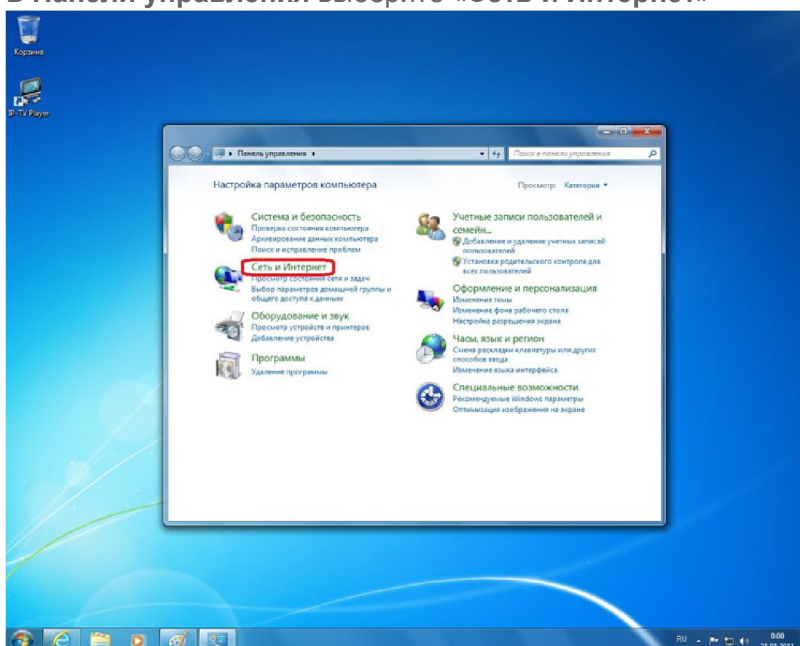 В Панели управления выберите «Сеть и Интернет»
Корзина
IP-TV Player
Панель управления
Поиск в панели управления
Настройка параметров компьютера
Просмотр: Категория
Система и безопасность
Проверка состояния компьютера
Архивирование данных компьютера
Поиск и исправление проблем
Сеть и Интернет
Просмотр состояния сети и задач
Выбор параметров домашней группы и
общего доступа к данным
Оборудование и звук
Просмотр устройств и принтеров
Добавление устройства
Программы
Удаление программы
Учетные записи пользователей и
семейн...
Добавление и удаление учетных записей
пользователей
Установка родительского контроля для
всех пользователей
Оформление и персонализация
Изменение темы
Изменение фона рабочего стола
Настройка разрешения экрана
Часы, язык и регион
Смена раскладки клавиатуры или других
способов ввода
Изменение языка интерфейса
Специальные возможности
Рекомендуемые Windows параметры
Оптимизация изображения на экране
RU
0:00